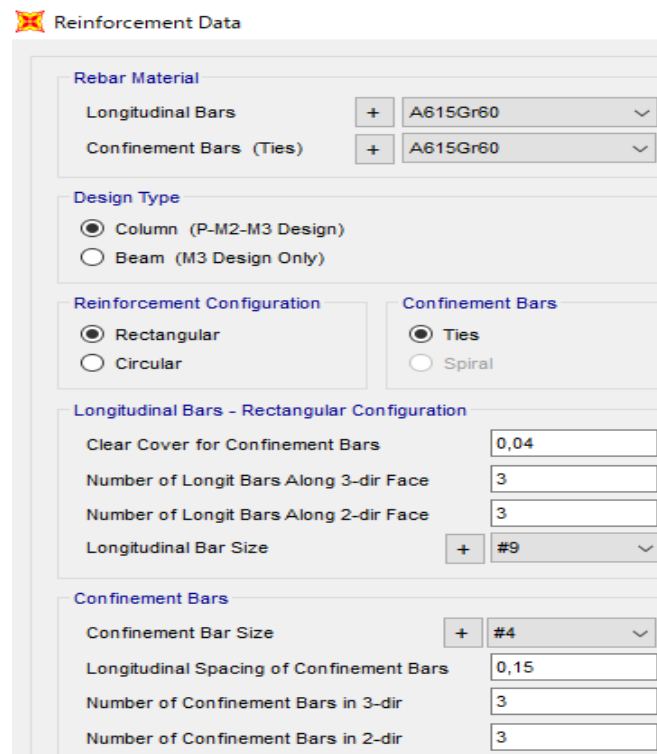 Reinforcement Data
Rebar Material
Longitudinal Bars + A615Gr60
Confinement Bars (Ties) + A615Gr60
Design Type
Column (P-M2-M3 Design)
Beam (M3 Design Only)
Reinforcement Configuration
Rectangular
Circular
Confinement Bars
Ties
Spiral
Longitudinal Bars - Rectangular Configuration
Clear Cover for Confinement Bars 0,04
Number of Longit Bars Along 3-dir Face 3
Number of Longit Bars Along 2-dir Face 3
Longitudinal Bar Size + #9
Confinement Bars
Confinement Bar Size + #4
Longitudinal Spacing of Confinement Bars 0,15
Number of Confinement Bars in 3-dir 3
Number of Confinement Bars in 2-dir 3